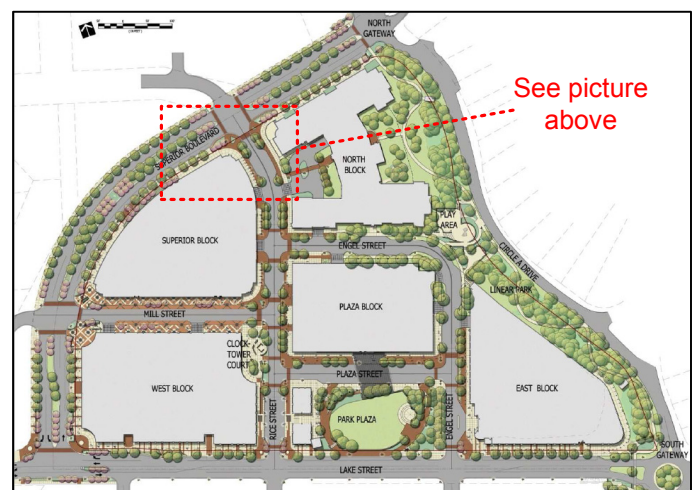 NORTH
GATEWAY
See picture
above
SUPERIOR BOULEVARD
NORTH
BLOCK
PLAY
AREA
SUPERIOR BLOCK
ENGEL STREET
CIRCLE A DRIVE
LINEAR PARK
PLAZA BLOCK
MILL STREET
CLOCK-
TOWER
COURT
PLAZA STREET
WEST BLOCK
EAST BLOCK
RICE STREET
PARK PLAZA
ENGEL STREET
SOUTH
GATEWAY
LAKE STREET